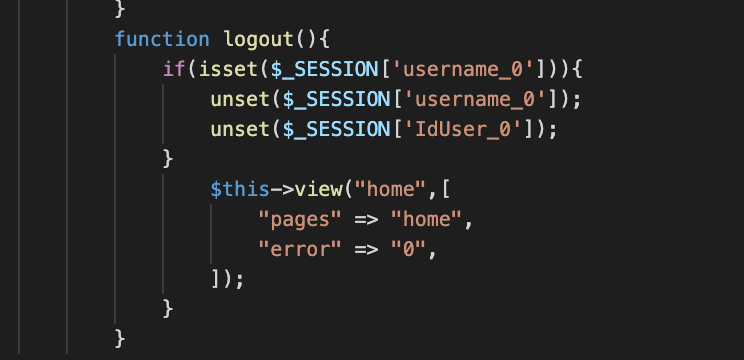 }
function logout(){
if(isset($_SESSION['username_0'])){
unset($_SESSION['username_0']);
unset($_SESSION['IdUser_0']);
}
$this->view("home",[
"pages" => "home",
"error" => "0",
]);
}
}